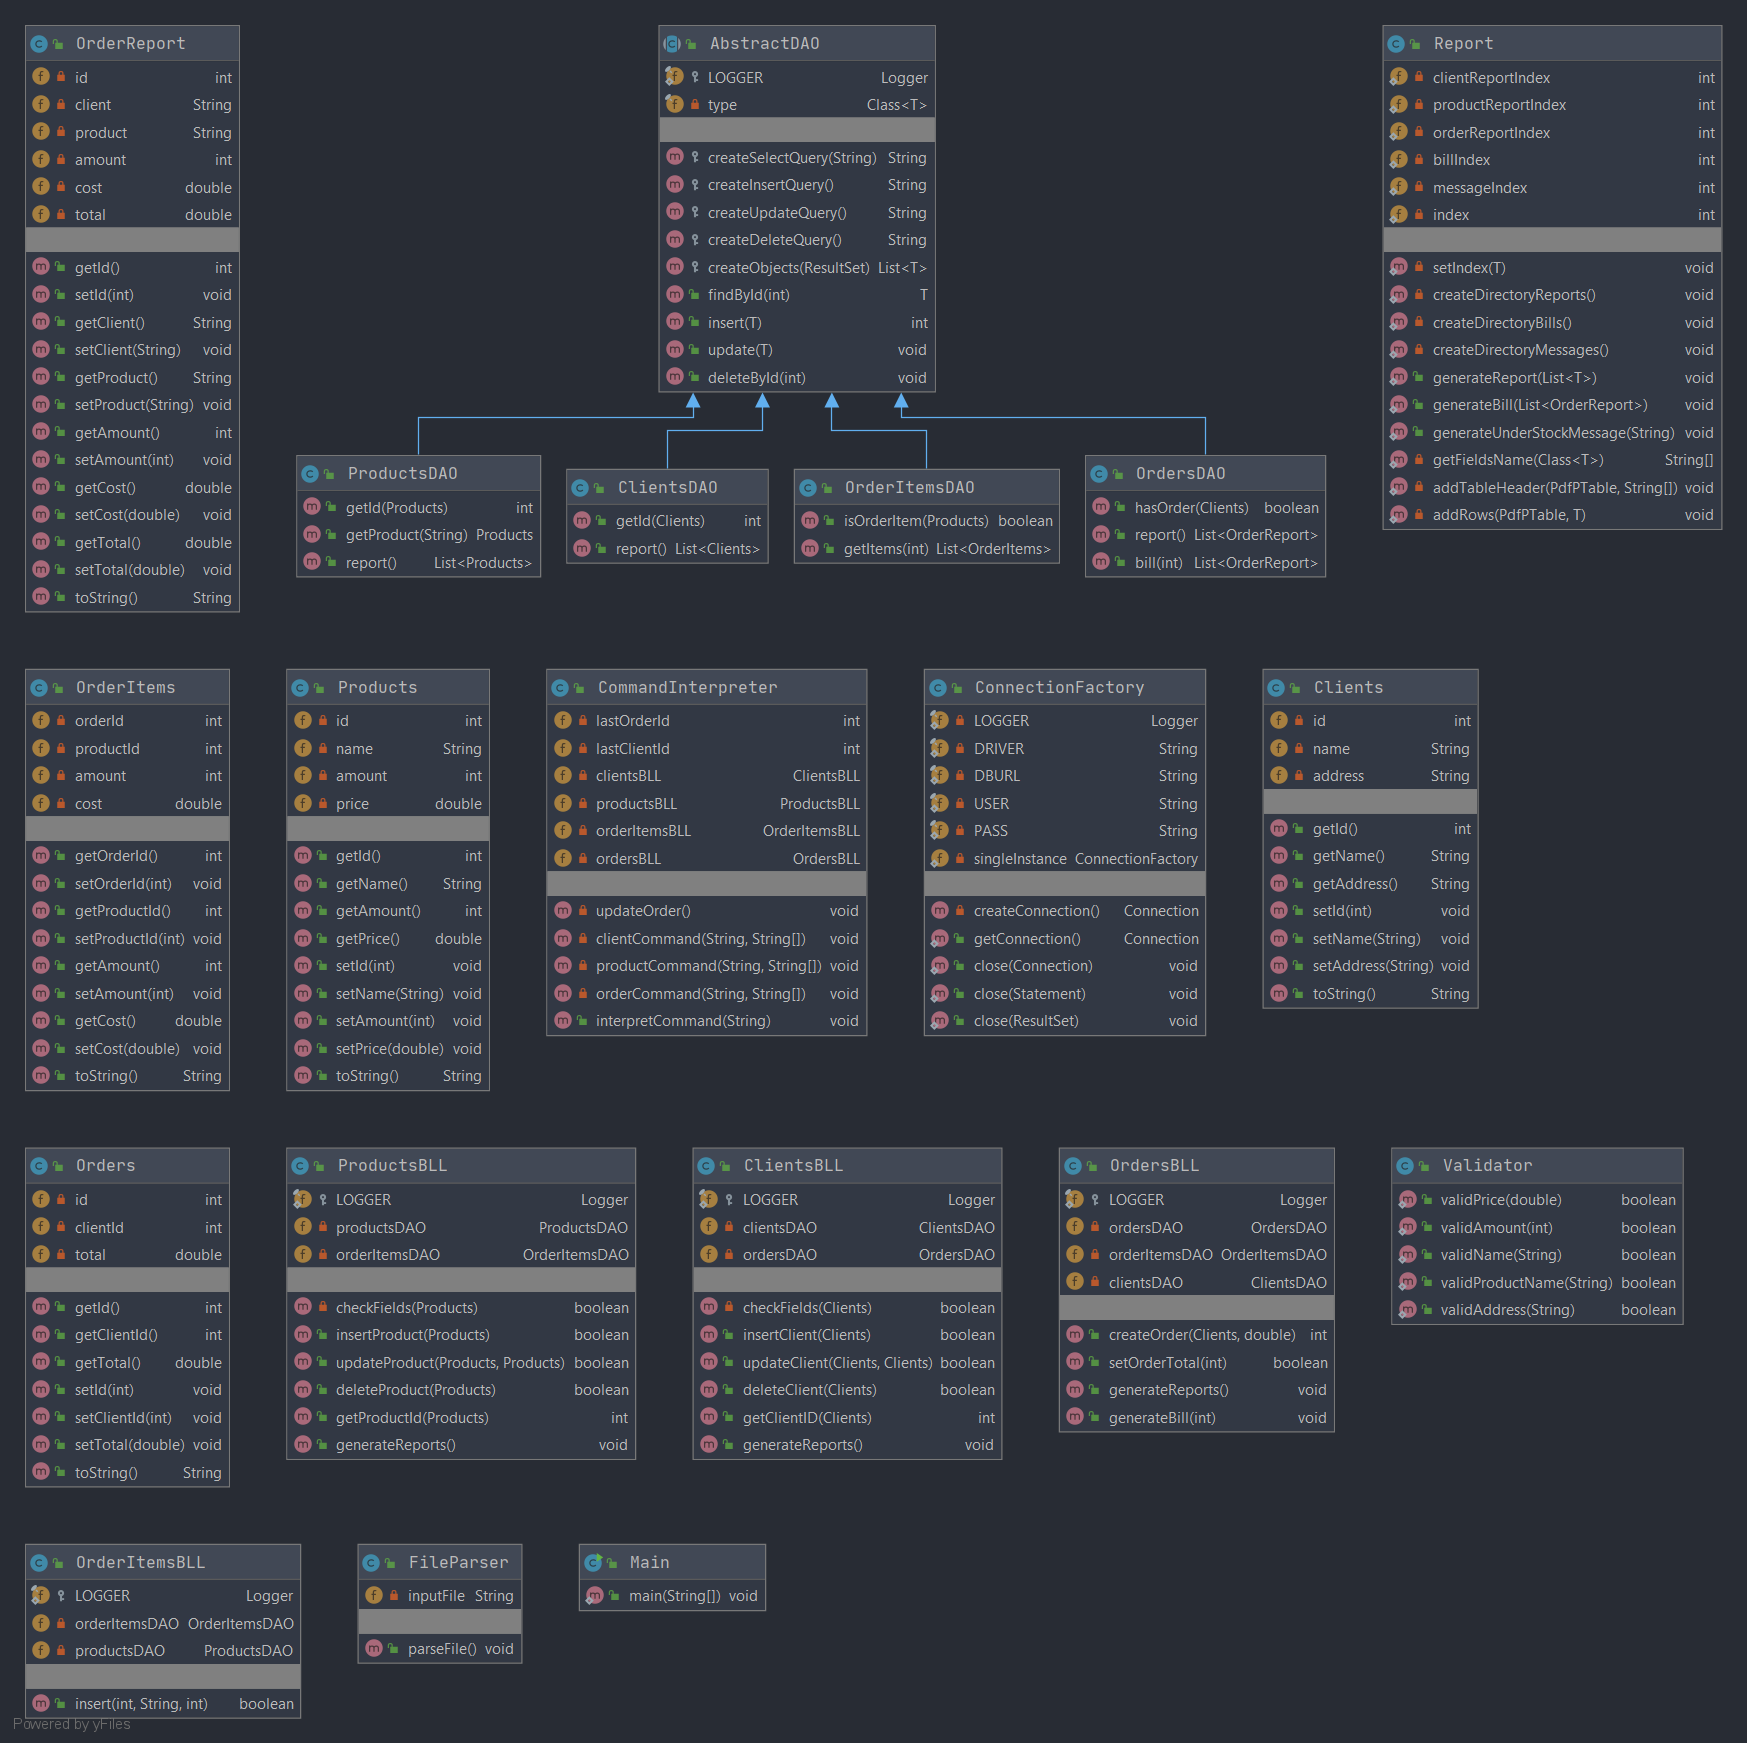 OrderReport
id int
client String
product String
amount int
cost double
total double
getId() int
setId(int) void
getClient() String
setClient(String) void
getProduct() String
setProduct(String) void
getAmount() int
setAmount(int) void
getCost() double
setCost(double) void
getTotal() double
setTotal(double) void
toString() String
AbstractDAO
LOGGER Logger
type Class<T>
createSelectQuery(String) String
createInsertQuery() String
createUpdateQuery() String
createDeleteQuery() String
createObjects(ResultSet) List<T>
findById(int) T
insert(T) int
update(T) void
deleteById(int) void
Report
clientReportIndex int
productReportIndex int
orderReportIndex int
billIndex int
messageIndex int
index int
setIndex(T) void
createDirectoryReports() void
createDirectoryBills() void
createDirectoryMessages() void
generateReport(List<T>) void
generateBill(List<OrderReport>) void
generateUnderStockMessage(String) void
getFieldsName(Class<T>) String[]
addTableHeader(PdfPTable, String[]) void
addRows(PdfPTable, T) void
ProductsDAO
getId(Products) int
getProduct(String) Products
report() List<Products>
ClientsDAO
getId(Clients) int
report() List<Clients>
OrderItemsDAO
isOrderItem(Products) boolean
getItems(int) List<OrderItems>
OrdersDAO
hasOrder(Clients) boolean
report() List<OrderReport>
bill(int) List<OrderReport>
OrderItems
orderId int
productId int
amount int
cost double
getOrderId() int
setOrderId(int) void
getProductId() int
setProductId(int) void
getAmount() int
setAmount(int) void
getCost() double
setCost(double) void
toString() String
Products
id int
name String
amount int
price double
getId() int
getName() String
getAmount() int
getPrice() double
setId(int) void
setName(String) void
setAmount(int) void
setPrice(double) void
toString() String
CommandInterpreter
lastOrderId int
lastClientId int
clientsBLL ClientsBLL
productsBLL ProductsBLL
orderItemsBLL OrderItemsBLL
ordersBLL OrdersBLL
updateOrder() void
clientCommand(String, String[]) void
productCommand(String, String[]) void
orderCommand(String, String[]) void
interpretCommand(String) void
ConnectionFactory
LOGGER Logger
DRIVER String
DBURL String
USER String
PASS String
singleInstance ConnectionFactory
createConnection() Connection
getConnection() Connection
close(Connection) void
close(Statement) void
close(ResultSet) void
Clients
id int
name String
address String
getId() int
getName() String
getAddress() String
setId(int) void
setName(String) void
setAddress(String) void
toString() String
Orders
id int
clientId int
total double
getId() int
getClientId() int
getTotal() double
setId(int) void
setClientId(int) void
setTotal(double) void
toString() String
ProductsBLL
LOGGER Logger
productsDAO ProductsDAO
orderItemsDAO OrderItemsDAO
checkFields(Products) boolean
insertProduct(Products) boolean
updateProduct(Products, Products) boolean
deleteProduct(Products) boolean
getProductId(Products) int
generateReports() void
ClientsBLL
LOGGER Logger
clientsDAO ClientsDAO
ordersDAO OrdersDAO
checkFields(Clients) boolean
insertClient(Clients) boolean
updateClient(Clients, Clients) boolean
deleteClient(Clients) boolean
getClientID(Clients) int
generateReports() void
OrdersBLL
LOGGER Logger
ordersDAO OrdersDAO
orderItemsDAO OrderItemsDAO
clientsDAO ClientsDAO
createOrder(Clients, double) int
setOrderTotal(int) boolean
generateReports() void
generateBill(int) void
Validator
validPrice(double) boolean
validAmount(int) boolean
validName(String) boolean
validProductName(String) boolean
validAddress(String) boolean
OrderItemsBLL
LOGGER Logger
orderItemsDAO OrderItemsDAO
productsDAO ProductsDAO
insert(int, String, int) boolean
FileParser
inputFile String
parseFile() void
Main
main(String[]) void
Powered by yFiles